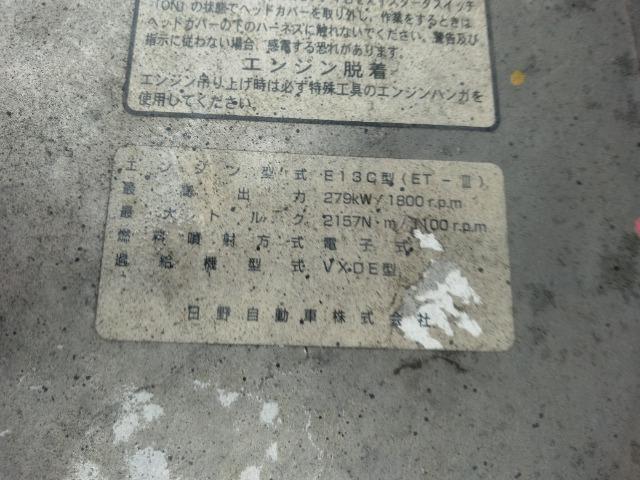 (ON)の状態でヘッドカバーを取り外し、作業をするときは
ヘッドカバーの下のハーネスに触れないでください。警告及び
指示に従わない場合、感電する恐れがあります。
エンジン脱着
エンジン吊り上げ時は必ず特殊工具のエンジンハンガを
使用してください。
エンジン型式 E13C型(ET-Ⅲ)
最高出力 279kW/1800r.p.m
最大トルク 2157N・m/1100r.p.m
燃料噴射方式 電子式
過給機型式 VXDE型
日野自動車株式会社